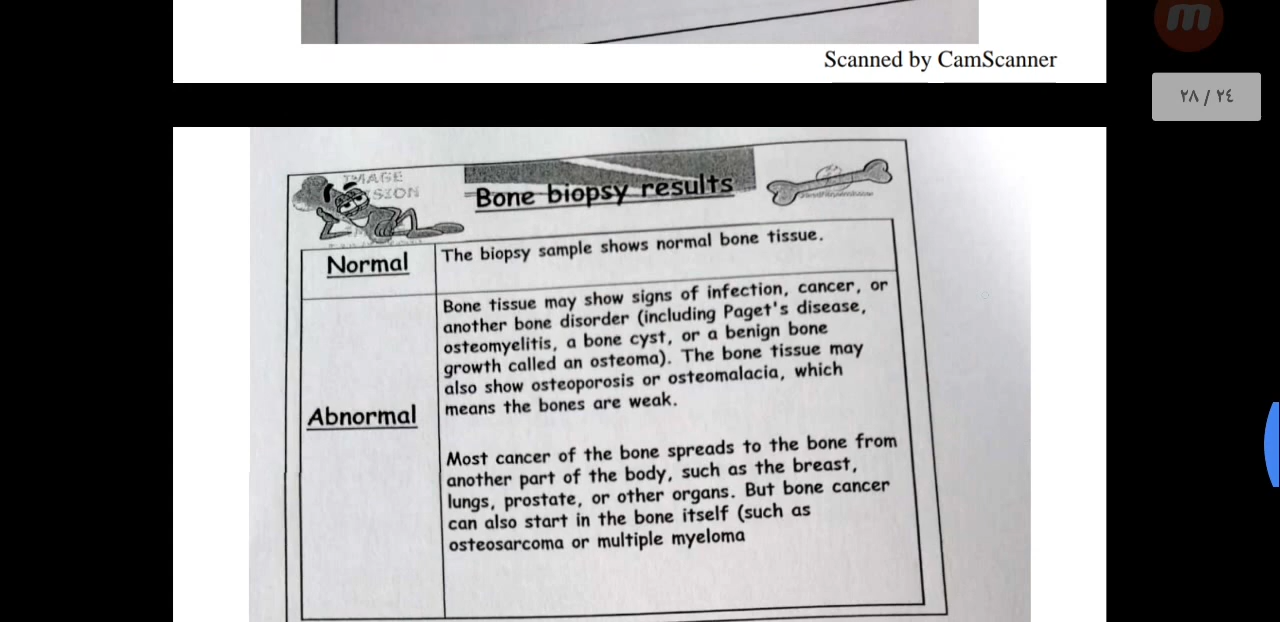 Scanned by CamScanner
٢٨ / ٢٤
IMAGE
Bone biopsy results
Normal
The biopsy sample shows normal bone tissue.
Abnormal
Bone tissue may show signs of infection, cancer, or
another bone disorder (including Paget's disease,
osteomyelitis, a bone cyst, or a benign bone
growth called an osteoma). The bone tissue may
also show osteoporosis or osteomalacia, which
means the bones are weak.
Most cancer of the bone spreads to the bone from
another part of the body, such as the breast,
lungs, prostate, or other organs. But bone cancer
can also start in the bone itself (such as
osteosarcoma or multiple myeloma